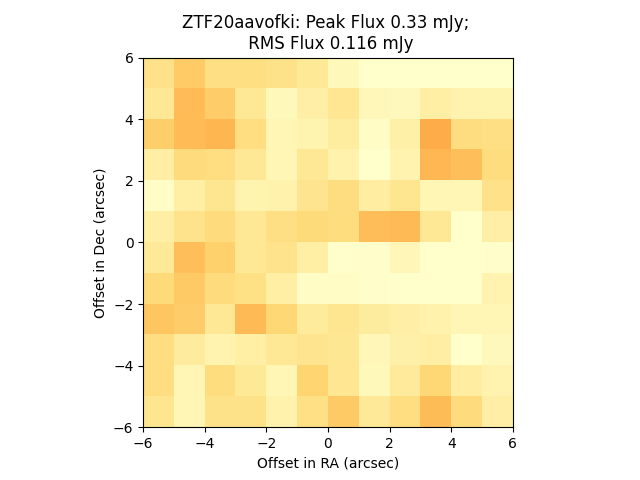 ZTF20aavofki: Peak Flux 0.33 mJy;
RMS Flux 0.116 mJy
6
4
2
0
−2
−4
−6
Offset in Dec (arcsec)
−6 −4 −2 0 2 4 6
Offset in RA (arcsec)